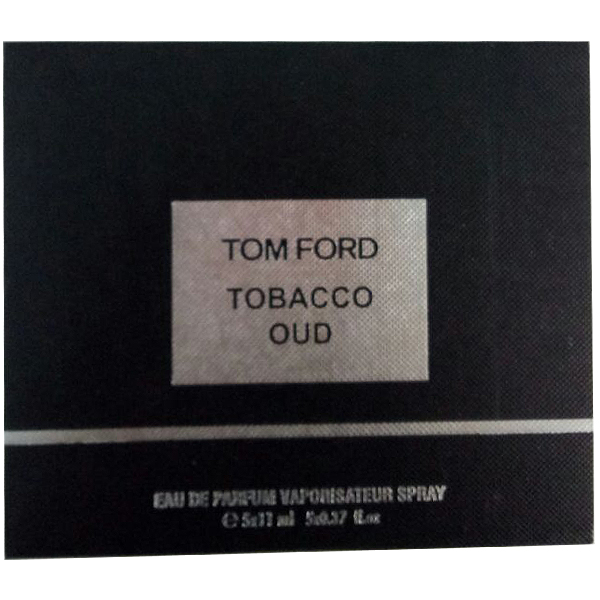 TOM FORD
TOBACCO
OUD
EAU DE PARFUM VAPORISATEUR SPRAY
℮ 5x11 ml 5x0.37 fl.oz